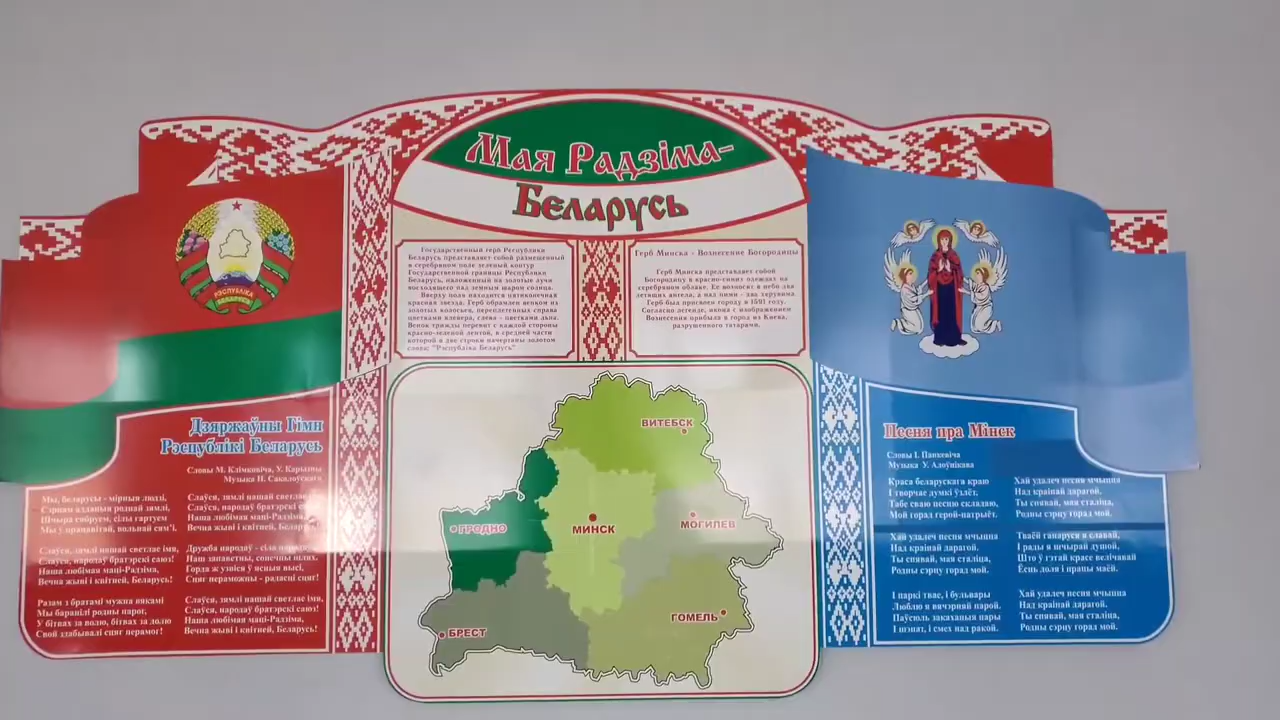 Мая Радзіма-
Беларусь
РЭСПУБЛІКА
БЕЛАРУСЬ
Государственный герб Республики
Беларусь представляет собой размещенный
в серебряном поле зеленый контур
Государственной границы Республики
Беларусь, наложенный на золотые лучи
восходящего над земным шаром солнца.
Вверху поля находится пятиконечная
красная звезда. Герб обрамлен венком из
золотых колосьев, переплетенных справа
цветками клевера, слева - цветками льна.
Венок трижды перевит с каждой стороны
красно-зеленой лентой, в средней части
которой в две строки начертаны золотом
слова: "Рэспубліка Беларусь"
Герб Минска - Вознесение Богородицы
Герб Минска представляет собой
Богородицу в красно-синих одеждах на
серебряном облаке. Ее возносят в небо два
летящих ангела, а над ними - два херувима
Герб был присвоен городу в 1591 году.
Согласно легенде, икона с изображением
Вознесения прибыла в город из Киева,
разрушенного татарами.
Дзяржаўны Гімн
Рэспублікі Беларусь
Словы М. Клімковіча, У. Карызны
Музыка Н. Сакалоўскага
Мы, беларусы - мірныя людзі,
Сэрцам адданыя роднай зямлі,
Шчыра сябруем, сілы гартуем
Мы ў працавітай, вольнай сям'і.
Слаўся, зямлі нашай светлае імя,
Слаўся, народаў братэрскі саюз!
Наша любімая маці-Радзіма,
Вечна жыві і квітней, Беларусь!
Разам з братамі мужна вякамі
Мы баранілі родны парог,
У бітвах за волю, бітвах за долю
Свой здабывалі сцяг перамог!
Слаўся, зямлі нашай светлае
Слаўся, народаў братэрскі
Наша любімая маці-Радзіма,
Вечна жыві і квітней, Беларусь!
Дружба народаў - сіла народаў
Наш запаветны, сонечны шлях.
Горда ж узвіся ў ясныя высі,
Сцяг пераможны - радасці сцяг!
Слаўся, зямлі нашай светлае імя,
Слаўся, народаў братэрскі саюз!
Наша любімая маці-Радзіма,
Вечна жыві і квітней, Беларусь!
ВИТЕБСК
ГРОДНО
МИНСК
МОГИЛЕВ
ГОМЕЛЬ
БРЕСТ
Песня пра Мінск
Словы І. Панкевіча
Музыка У. Адоўнікава
Краса беларускага краю
І творчае думкі ўзлёт.
Табе сваю песню складаю,
Мой горад герой-патрыёт.
Хай удалеч песня мчыцца
Над краінай дарагой.
Ты спявай, мая сталіца,
Родны сэрцу горад мой.
І паркі твае, і бульвары
Люблю я вячэрняй парой.
Паўсюль закаханыя пары
І шэпат, і смех над ракой.
Хай удалеч песня мчыцца
Над краінай дарагой.
Ты спявай, мая сталіца,
Родны сэрцу горад мой.
Тваёй ганаруся я славай,
І рады я шчырай душой,
Што ў гэтай красе велічавай
Ёсць доля і працы маёй.
Хай удалеч песня мчыцца
Над краінай дарагой.
Ты спявай, мая сталіца,
Родны сэрцу горад мой.